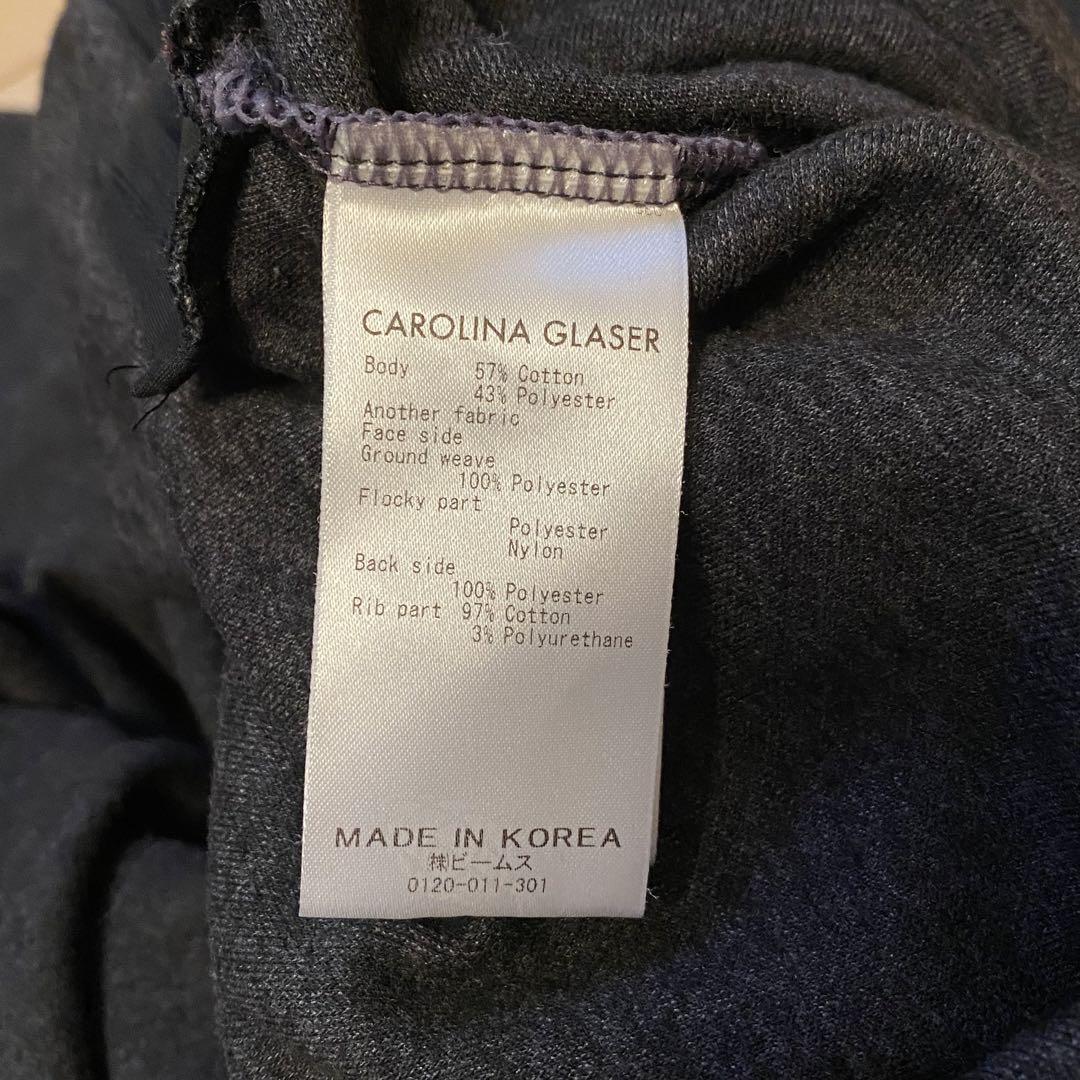 CAROLINA GLASER
Body 57% Cotton
43% Polyester
Another fabric
Face side
Ground weave
100% Polyester
Flocky part
Polyester
Nylon
Back side
100% Polyester
Rib part 97% Cotton
3% Polyurethane
MADE IN KOREA
㈱ビームス
0120-011-301